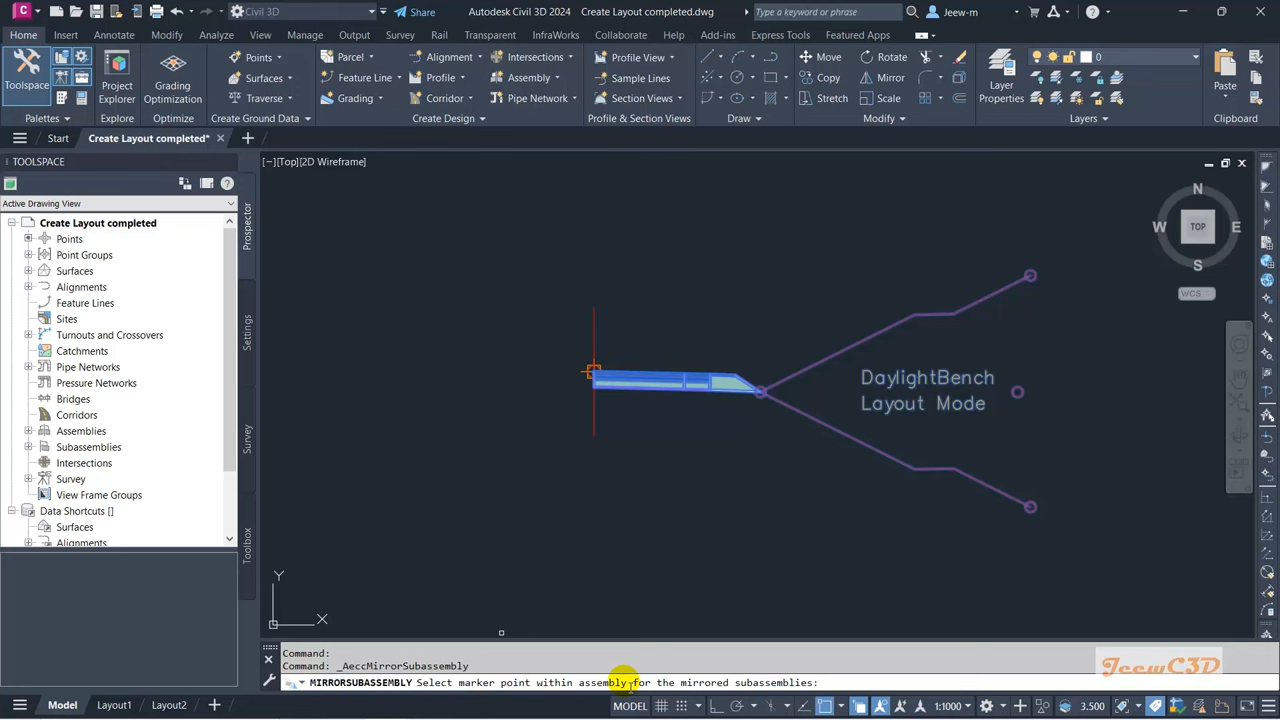 Civil 3D
Share
Autodesk Civil 3D 2024
Create Layout completed.dwg
Type a keyword or phrase
Jeew-m
Home
Insert
Annotate
Modify
Analyze
View
Manage
Output
Survey
Rail
Transparent
InfraWorks
Collaborate
Help
Add-ins
Express Tools
Featured Apps
Toolspace
Project
Explorer
Grading
Optimization
Points
Surfaces
Traverse
Parcel
Feature Line
Grading
Alignment
Profile
Corridor
Intersections
Assembly
Pipe Network
Profile View
Sample Lines
Section Views
Move
Rotate
Copy
Mirror
Stretch
Scale
Layer
Properties
0
Paste
Palettes
Explore
Optimize
Create Ground Data
Create Design
Profile & Section Views
Draw
Modify
Layers
Clipboard
Start
Create Layout completed*
TOOLSPACE
Active Drawing View
Create Layout completed
Points
Point Groups
Surfaces
Alignments
Feature Lines
Sites
Turnouts and Crossovers
Catchments
Pipe Networks
Pressure Networks
Bridges
Corridors
Assemblies
Subassemblies
Intersections
Survey
View Frame Groups
Data Shortcuts []
Surfaces
Alignments
Prospector
Settings
Survey
Toolbox
[−][Top][2D Wireframe]
N
W
TOP
E
S
WCS
DaylightBench
Layout Mode
Y
X
Command:
Command: _AeccMirrorSubassembly
MIRRORSUBASSEMBLY Select marker point within assembly for the mirrored subassemblies:
JeewC3D
Model
Layout1
Layout2
MODEL
1:1000
3.500